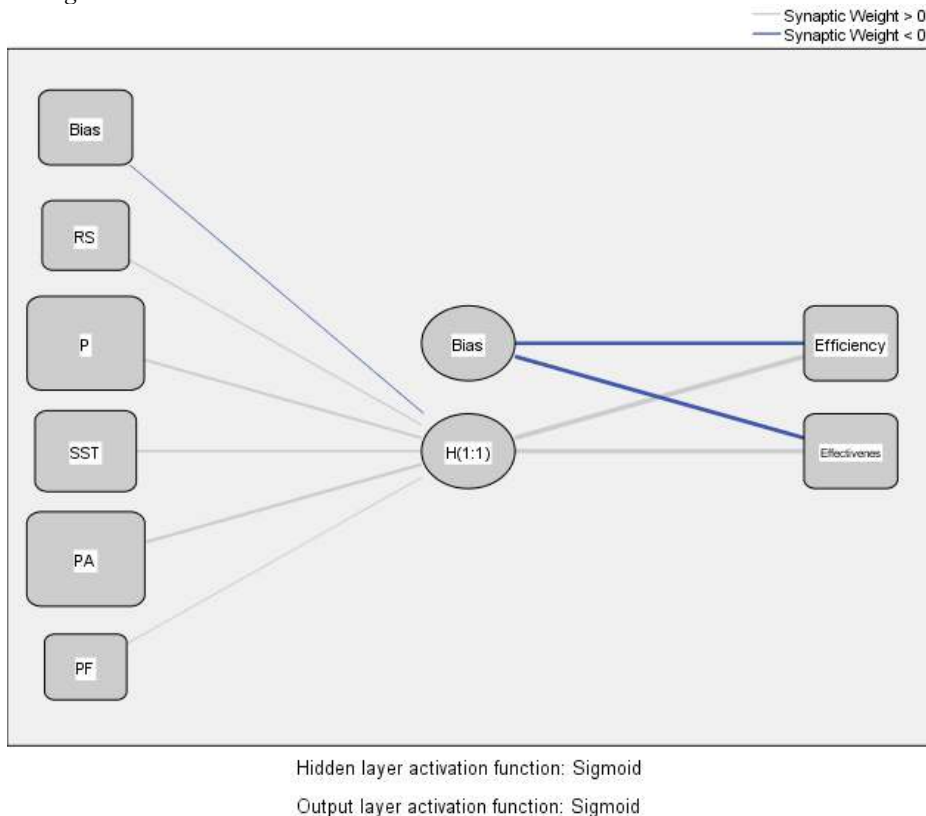 Synaptic Weight > 0
Synaptic Weight < 0
Bias
RS
P
SST
PA
PF
Bias
H(1:1)
Efficiency
Effectivenes
Hidden layer activation function: Sigmoid
Output layer activation function: Sigmoid